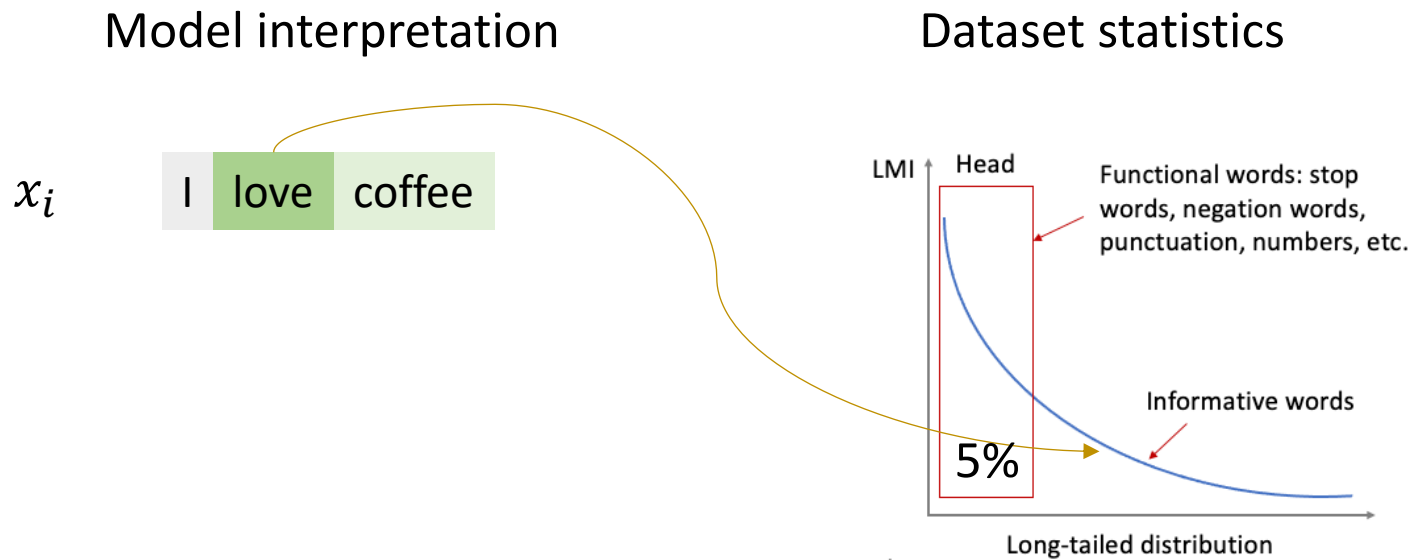 Model interpretation
Dataset statistics
x_i
I love coffee
LMI
Head
Functional words: stop
words, negation words,
punctuation, numbers, etc.
Informative words
5%
Long-tailed distribution